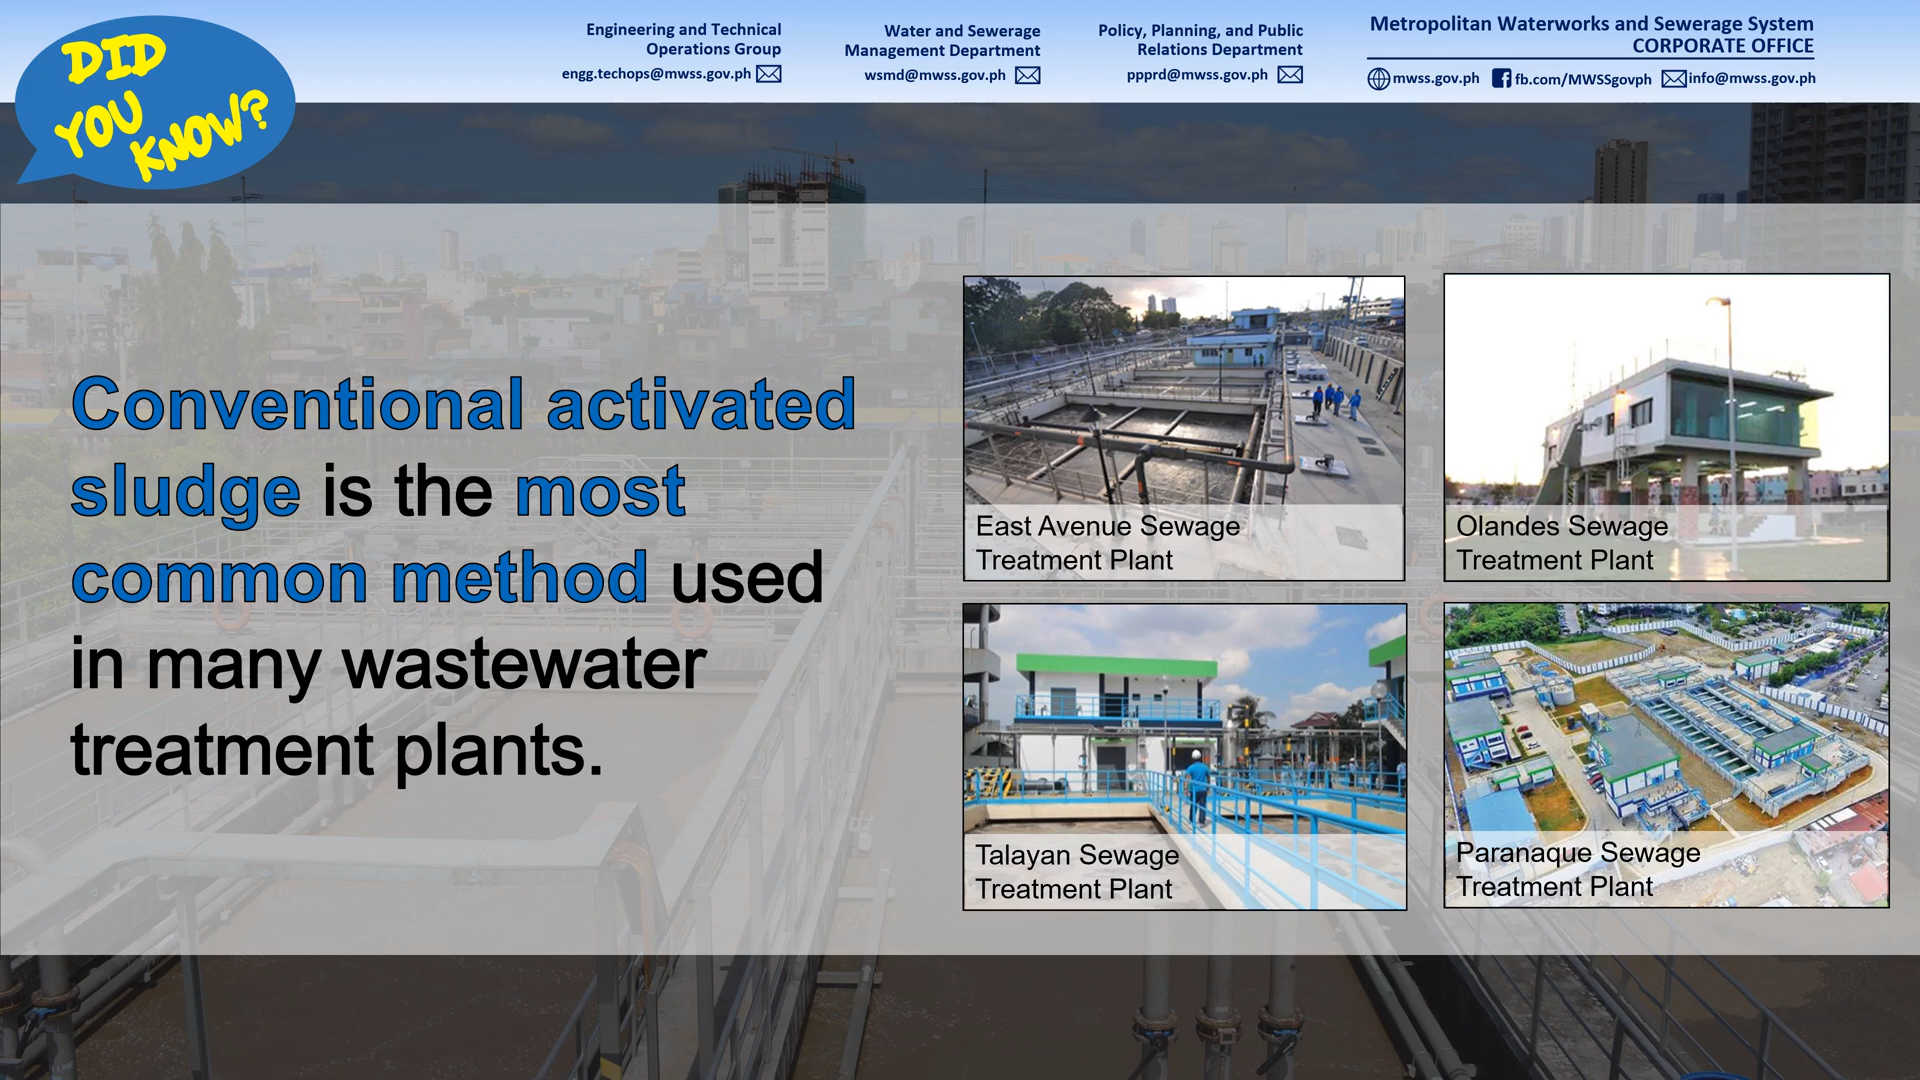 DID
YOU
KNOW?
Engineering and Technical
Operations Group
engg.techops@mwss.gov.ph
Water and Sewerage
Management Department
wsmd@mwss.gov.ph
Policy, Planning, and Public
Relations Department
ppprd@mwss.gov.ph
Metropolitan Waterworks and Sewerage System
CORPORATE OFFICE
mwss.gov.ph fb.com/MWSSgovph info@mwss.gov.ph
Conventional activated
sludge is the most
common method used
in many wastewater
treatment plants.
East Avenue Sewage
Treatment Plant
Olandes Sewage
Treatment Plant
Talayan Sewage
Treatment Plant
Paranaque Sewage
Treatment Plant